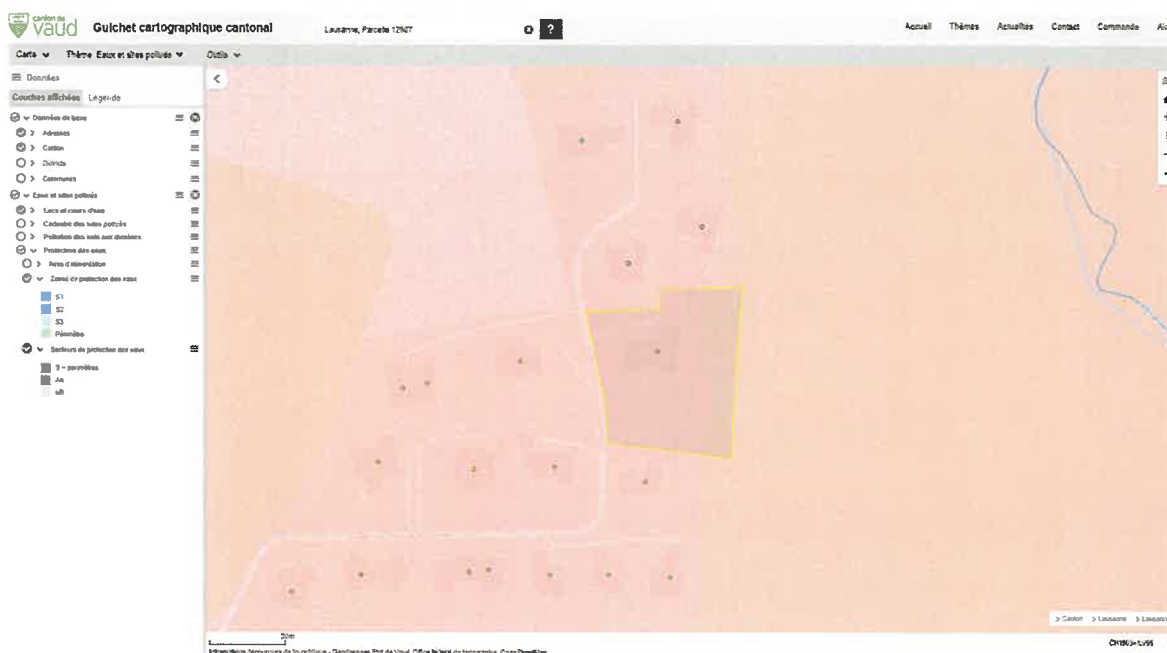 canton de
vaud
Guichet cartographique cantonal
Lausanne, Parcelle
?
Accueil Thèmes Actualités Contact Commande
Carte Thème: Eaux et sites pollués Outils
Données
Couches affichées Légende
Données de base
Adresses
Canton
Districts
Communes
Eaux et sites pollués
Lacs et cours d'eau
Cadastre des sites pollués
Pollution des sols aux dioxines
Protection des eaux
Aires d'alimentation
Zones de protection des eaux
S1
S2
S3
Périmètre
Secteurs de protection des eaux
S - périmètres
Au
üB
50m
Canton > Lausanne
CH1903+/LV95